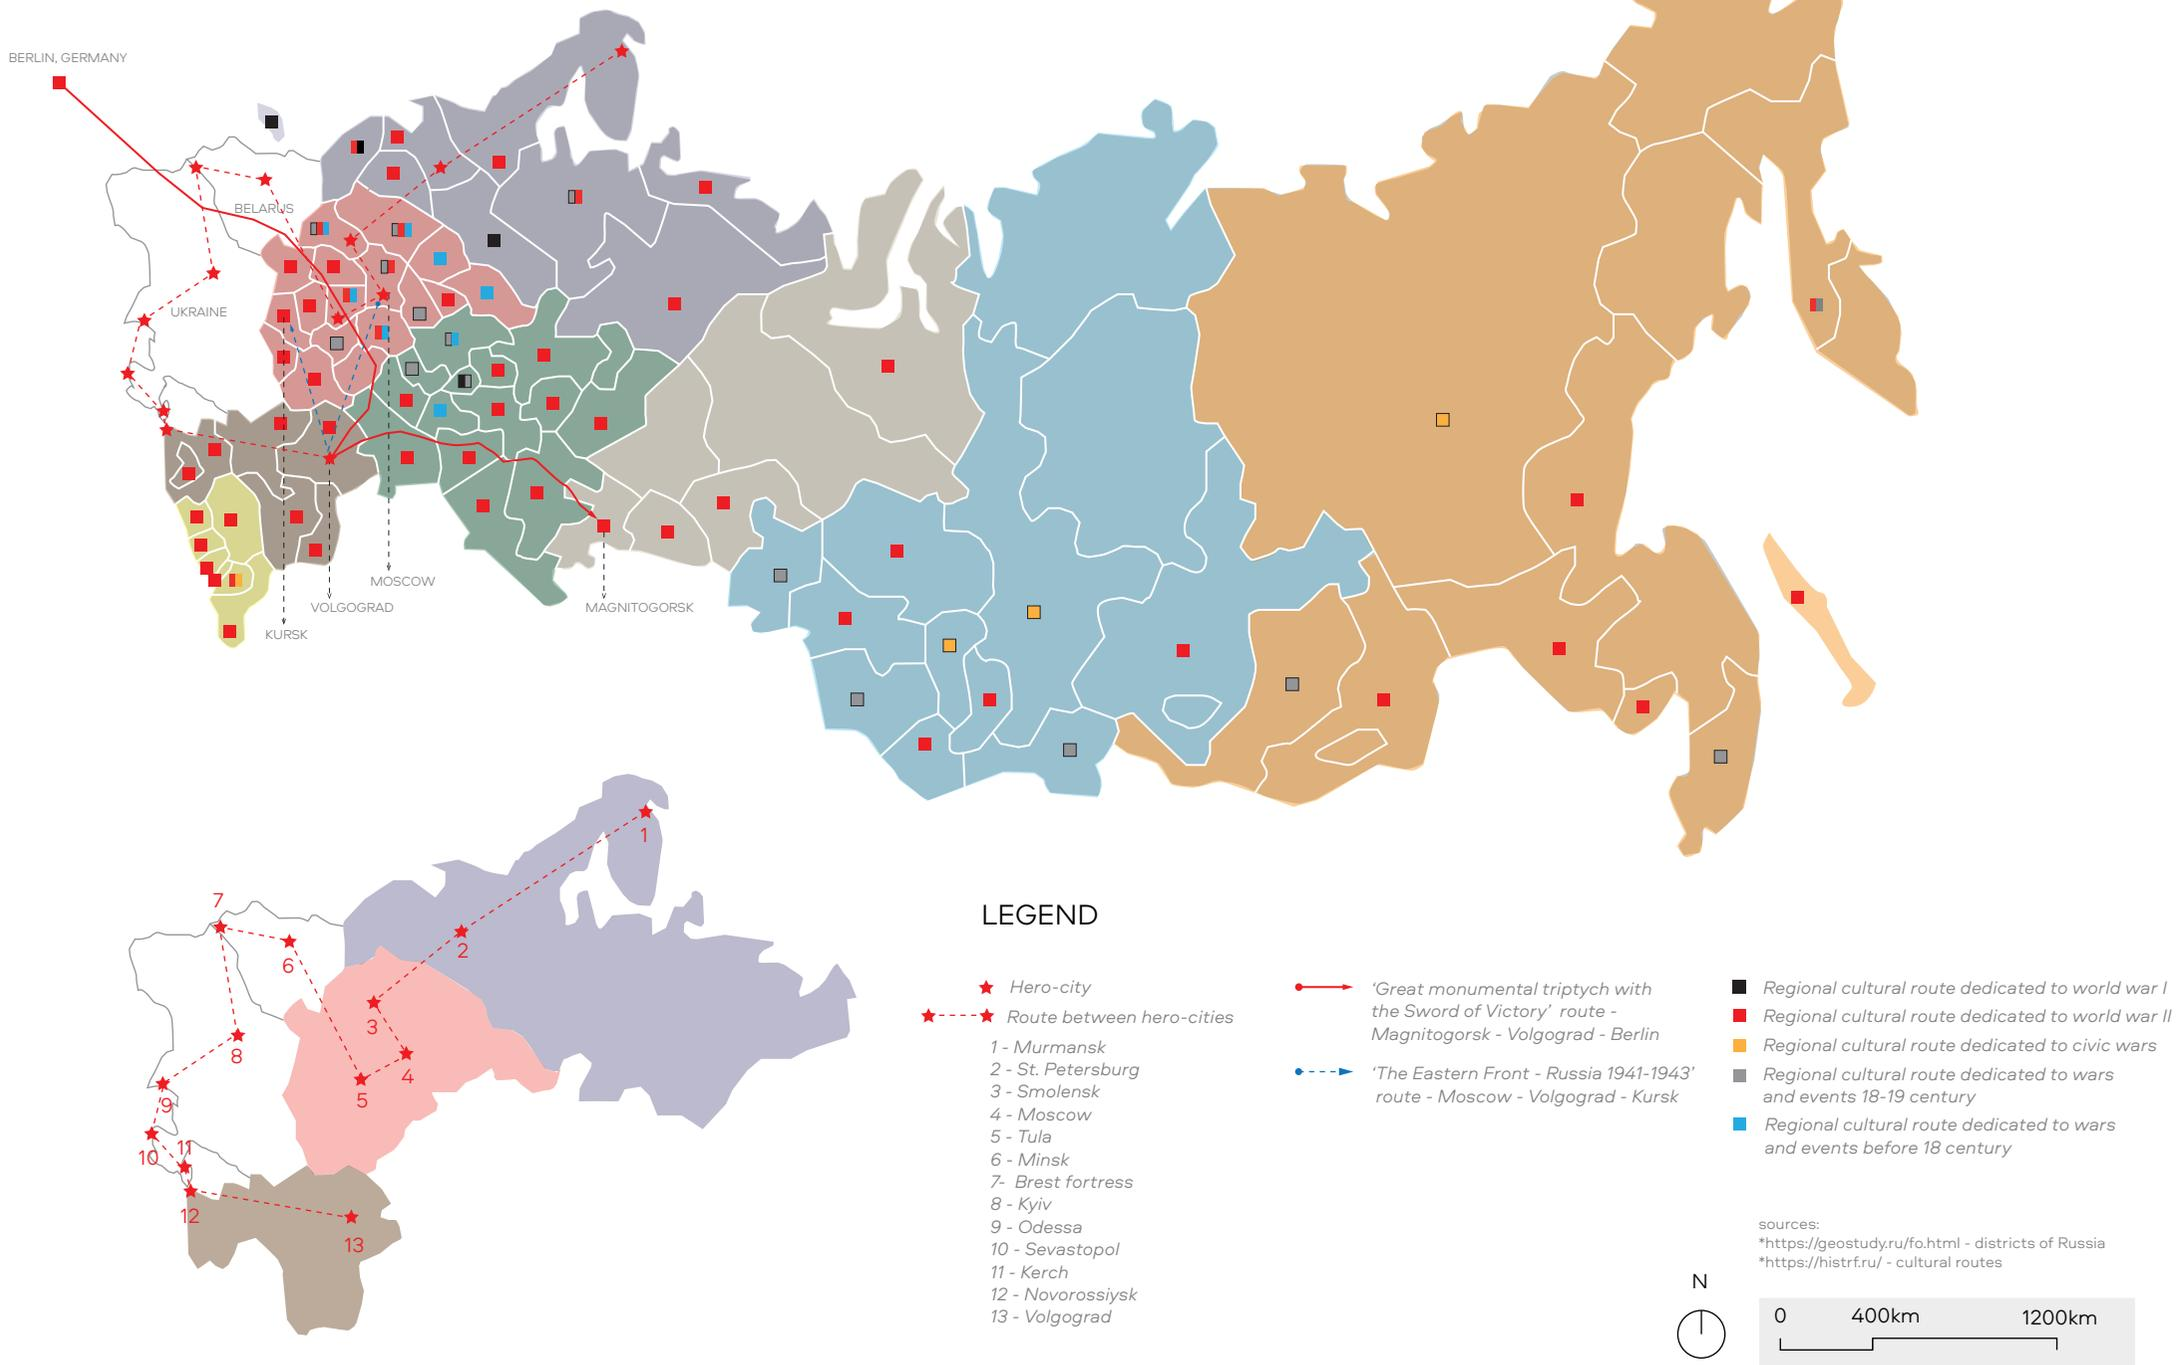 BERLIN, GERMANY
BELARUS
UKRAINE
MOSCOW
VOLGOGRAD
MAGNITOGORSK
KURSK
1
2
3
4
5
6
7
8
9
10
11
12
13
LEGEND
Hero-city
Route between hero-cities
1 - Murmansk
2 - St. Petersburg
3 - Smolensk
4 - Moscow
5 - Tula
6 - Minsk
7- Brest fortress
8 - Kyiv
9 - Odessa
10 - Sevastopol
11 - Kerch
12 - Novorossiysk
13 - Volgograd
‘Great monumental triptych with
the Sword of Victory’ route -
Magnitogorsk - Volgograd - Berlin
‘The Eastern Front - Russia 1941-1943’
route - Moscow - Volgograd - Kursk
Regional cultural route dedicated to world war I
Regional cultural route dedicated to world war II
Regional cultural route dedicated to civic wars
Regional cultural route dedicated to wars
and events 18-19 century
Regional cultural route dedicated to wars
and events before 18 century
sources:
*https://geostudy.ru/fo.html - districts of Russia
*https://histrf.ru/ - cultural routes
N
0 400km 1200km